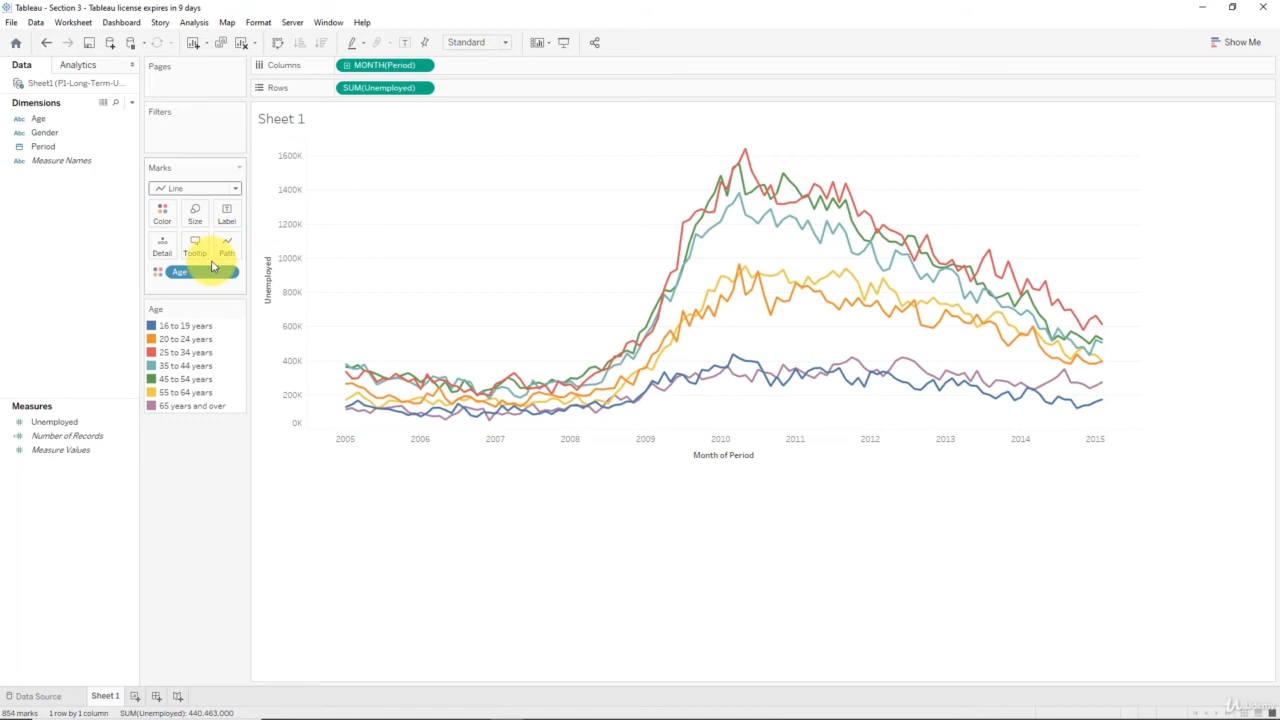 Tableau - Section 3 - Tableau license expires in 9 days
File Data Worksheet Dashboard Story Analysis Map Format Server Window Help
Standard
Show Me
Data Analytics
Sheet1 (P1-Long-Term-U...
Dimensions
Abc Age
Abc Gender
Period
Abc Measure Names
Measures
# Unemployed
# Number of Records
# Measure Values
Pages
Filters
Marks
Line
Color Size Label
Detail Tooltip Path
Age
Age
16 to 19 years
20 to 24 years
25 to 34 years
35 to 44 years
45 to 54 years
55 to 64 years
65 years and over
Columns MONTH(Period)
Rows SUM(Unemployed)
Sheet 1
1600K
1400K
1200K
1000K
800K
600K
400K
200K
0K
Unemployed
2005 2006 2007 2008 2009 2010 2011 2012 2013 2014 2015
Month of Period
Data Source Sheet 1
854 marks 1 row by 1 column SUM(Unemployed): 440.463.000
Udemy